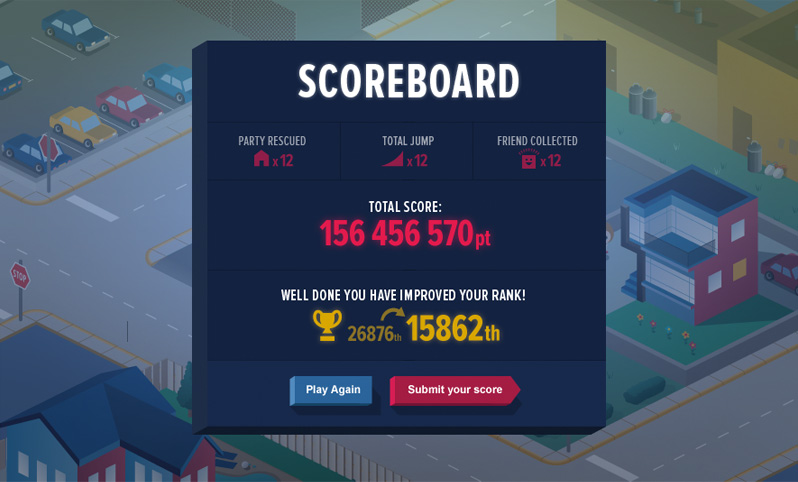 SCOREBOARD
PARTY RESCUED
x 12
TOTAL JUMP
x 12
FRIEND COLLECTED
x 12
TOTAL SCORE:
156 456 570pt
WELL DONE YOU HAVE IMPROVED YOUR RANK!
26876th 15862th
Play Again
Submit your score
STOP